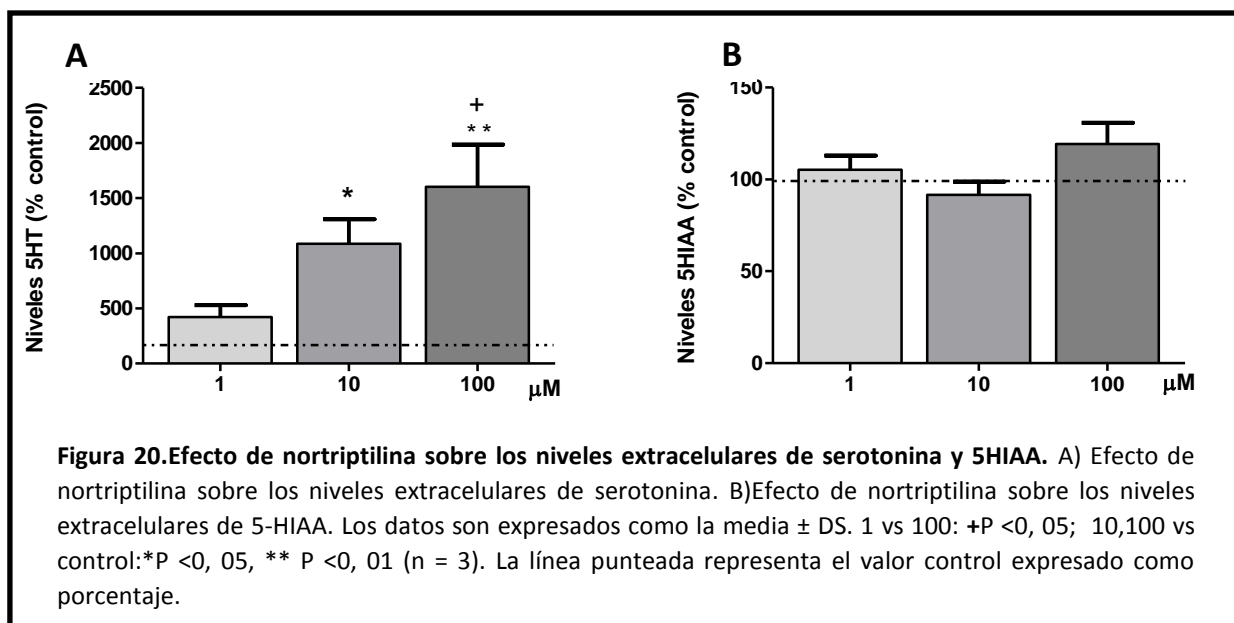 A
Niveles 5HT (% control)
2500
2000
1500
1000
500
0
*
+
**
1 10 100 μM
B
Niveles 5HIAA (% control)
150
100
50
0
1 10 100 μM
Figura 20.Efecto de nortriptilina sobre los niveles extracelulares de serotonina y 5HIAA. A) Efecto de
nortriptilina sobre los niveles extracelulares de serotonina. B)Efecto de nortriptilina sobre los niveles
extracelulares de 5-HIAA. Los datos son expresados como la media ± DS. 1 vs 100: +P <0, 05; 10,100 vs
control:*P <0, 05, ** P <0, 01 (n = 3). La línea punteada representa el valor control expresado como
porcentaje.